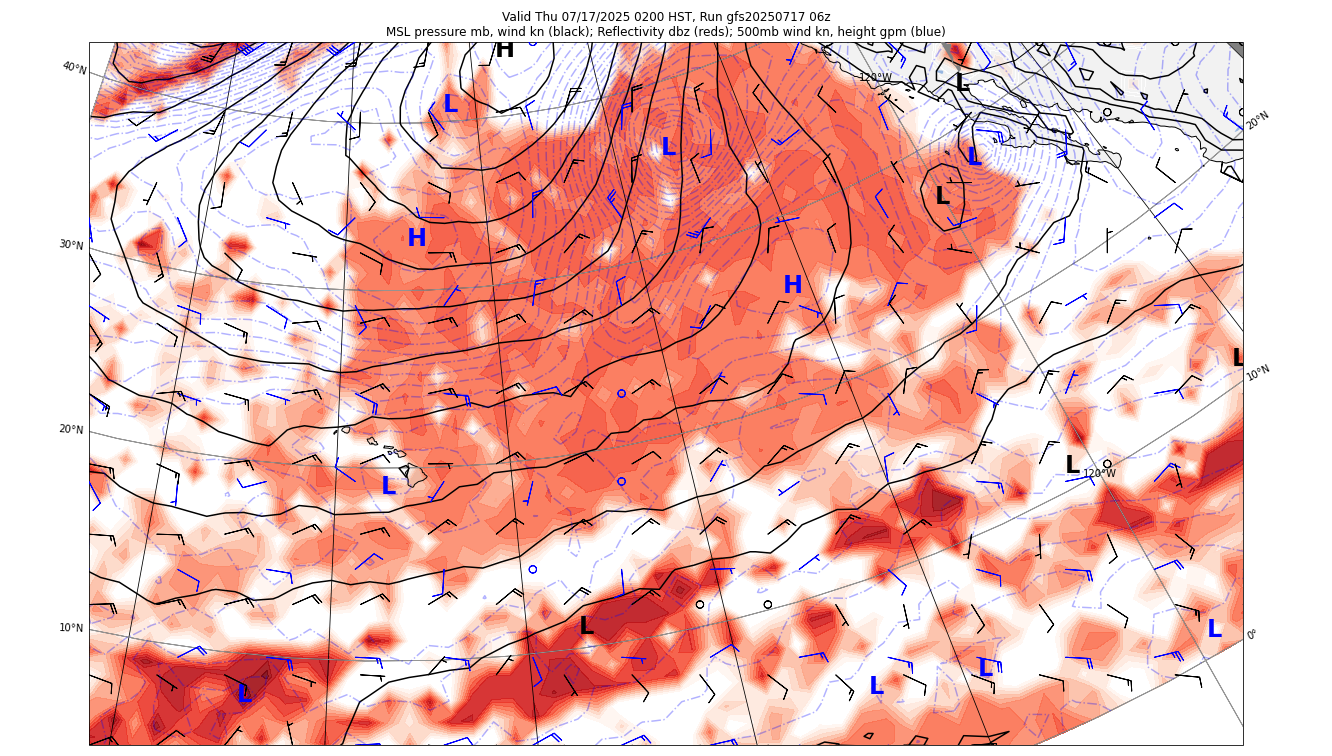 Valid Thu 07/17/2025 0200 HST, Run gfs20250717 06z
MSL pressure mb, wind kn (black); Reflectivity dbz (reds); 500mb wind kn, height gpm (blue)
H
40°N
120°W
L
L
20°N
L
L
L
H
30°N
H
L
10°N
20°N
L
120°W
L
10°N
L
L
0°
L
L
L